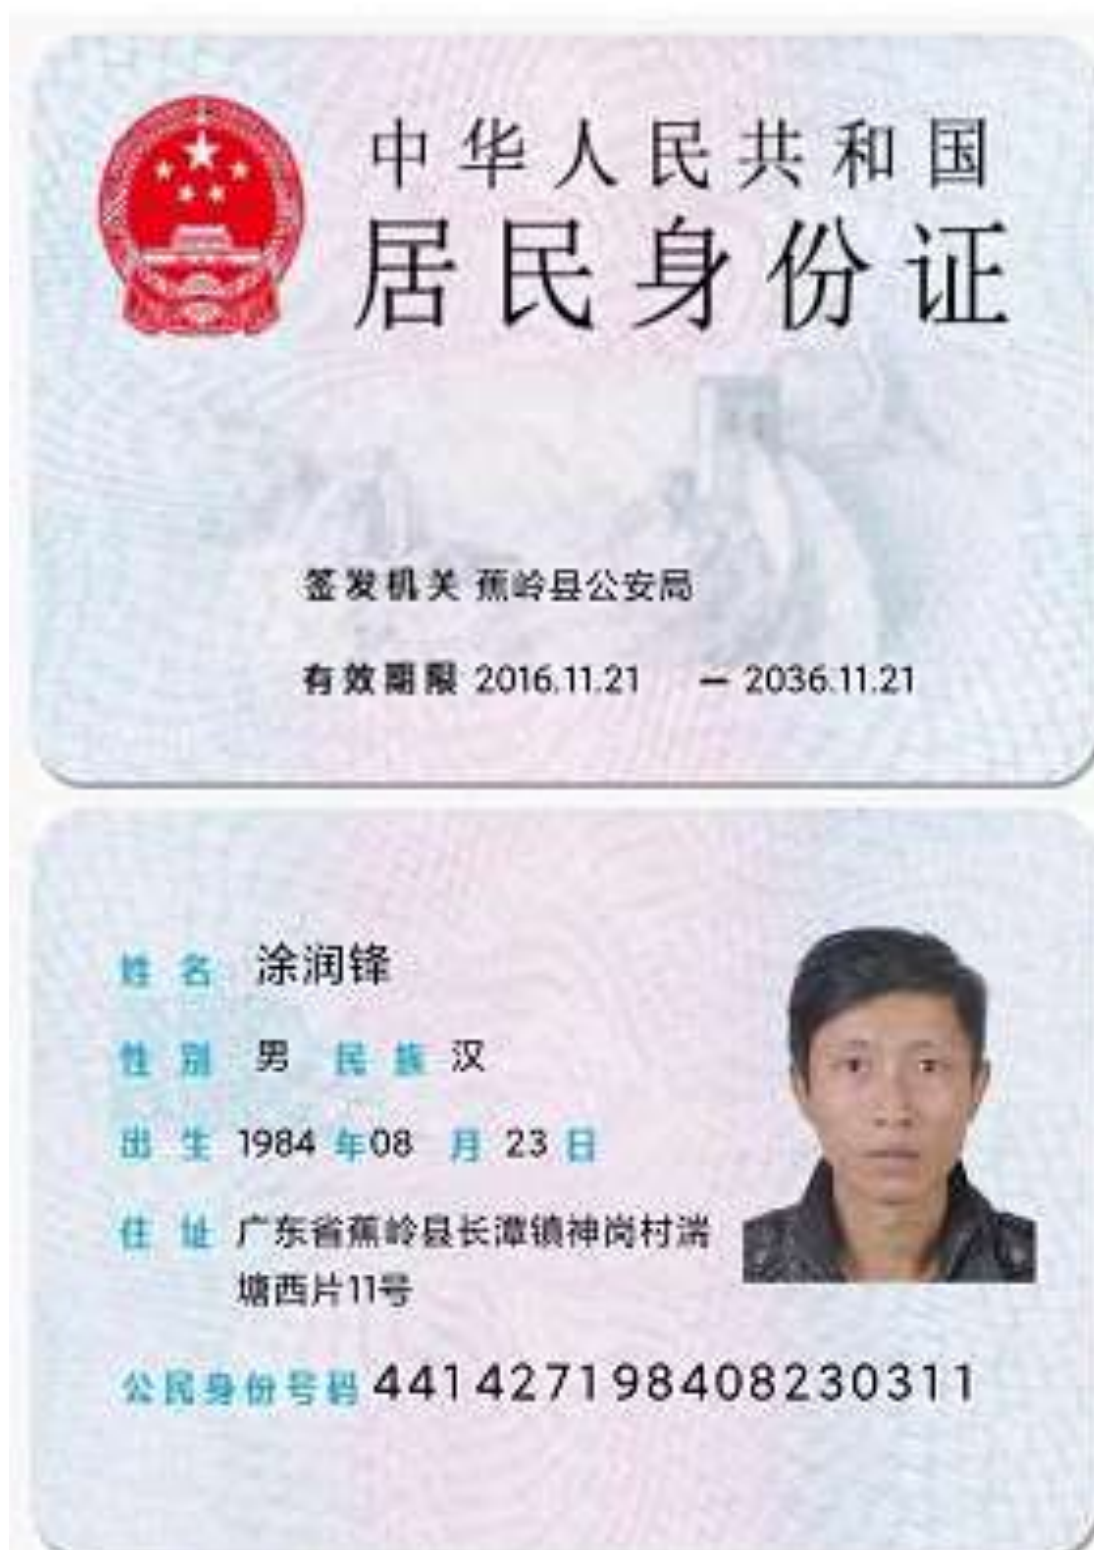 中华人民共和国
居民身份证
签发机关 蕉岭县公安局
有效期限 2016.11.21 — 2036.11.21
姓名 涂润锋
性别 男 民族 汉
出生 1984 年 08 月 23 日
住址 广东省蕉岭县长潭镇神岗村湍
塘西片11号
公民身份号码 441427198408230311